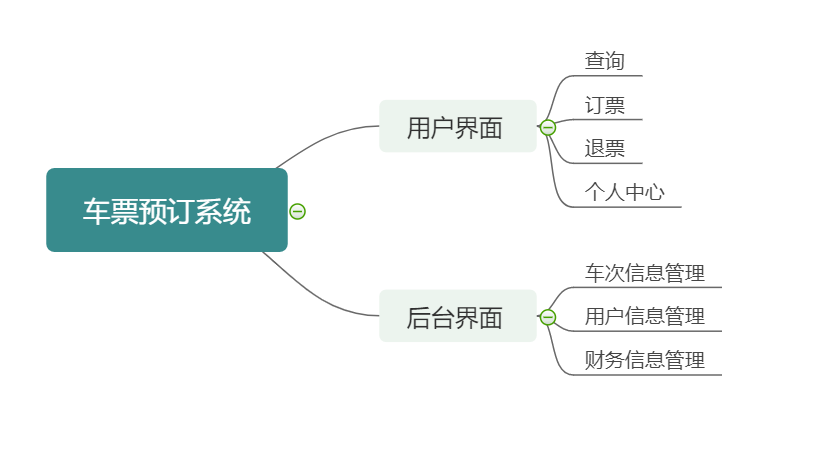 车票预订系统
用户界面
查询
订票
退票
个人中心
后台界面
车次信息管理
用户信息管理
财务信息管理